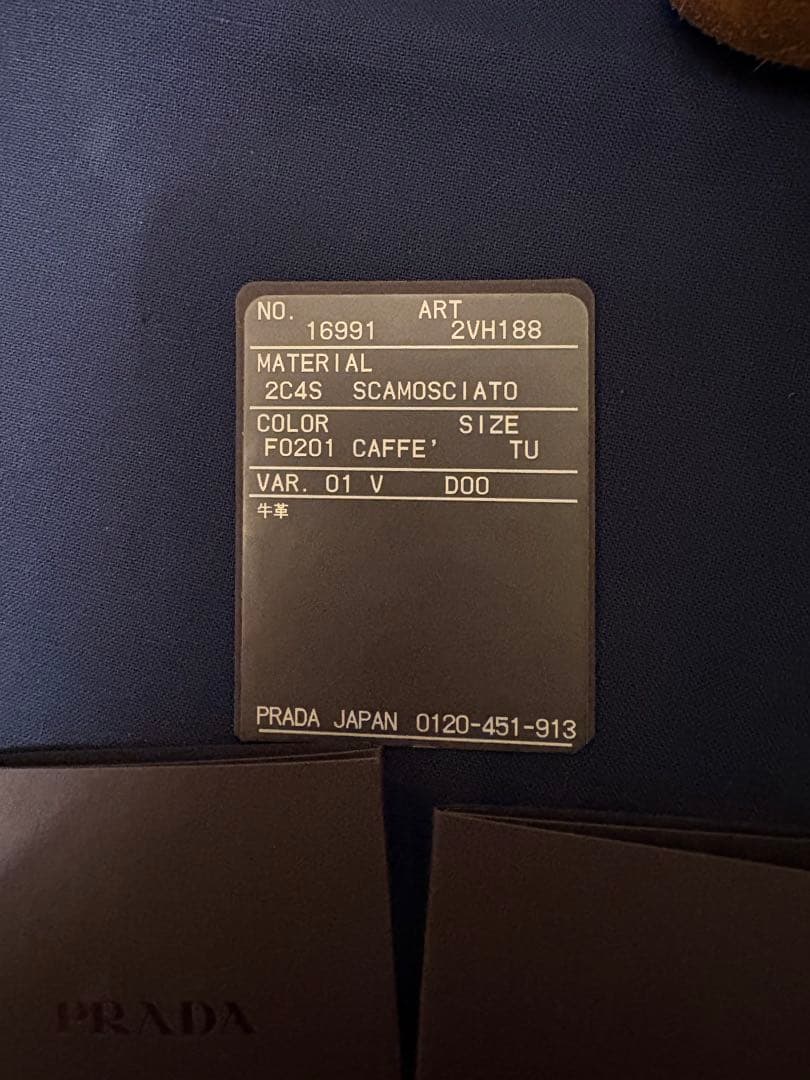 NO. ART
16991 2VH188
MATERIAL
2C4S SCAMOSCIATO
COLOR SIZE
F0201 CAFFE' TU
VAR. 01 V D00
牛革
PRADA JAPAN 0120-451-913
PRADA